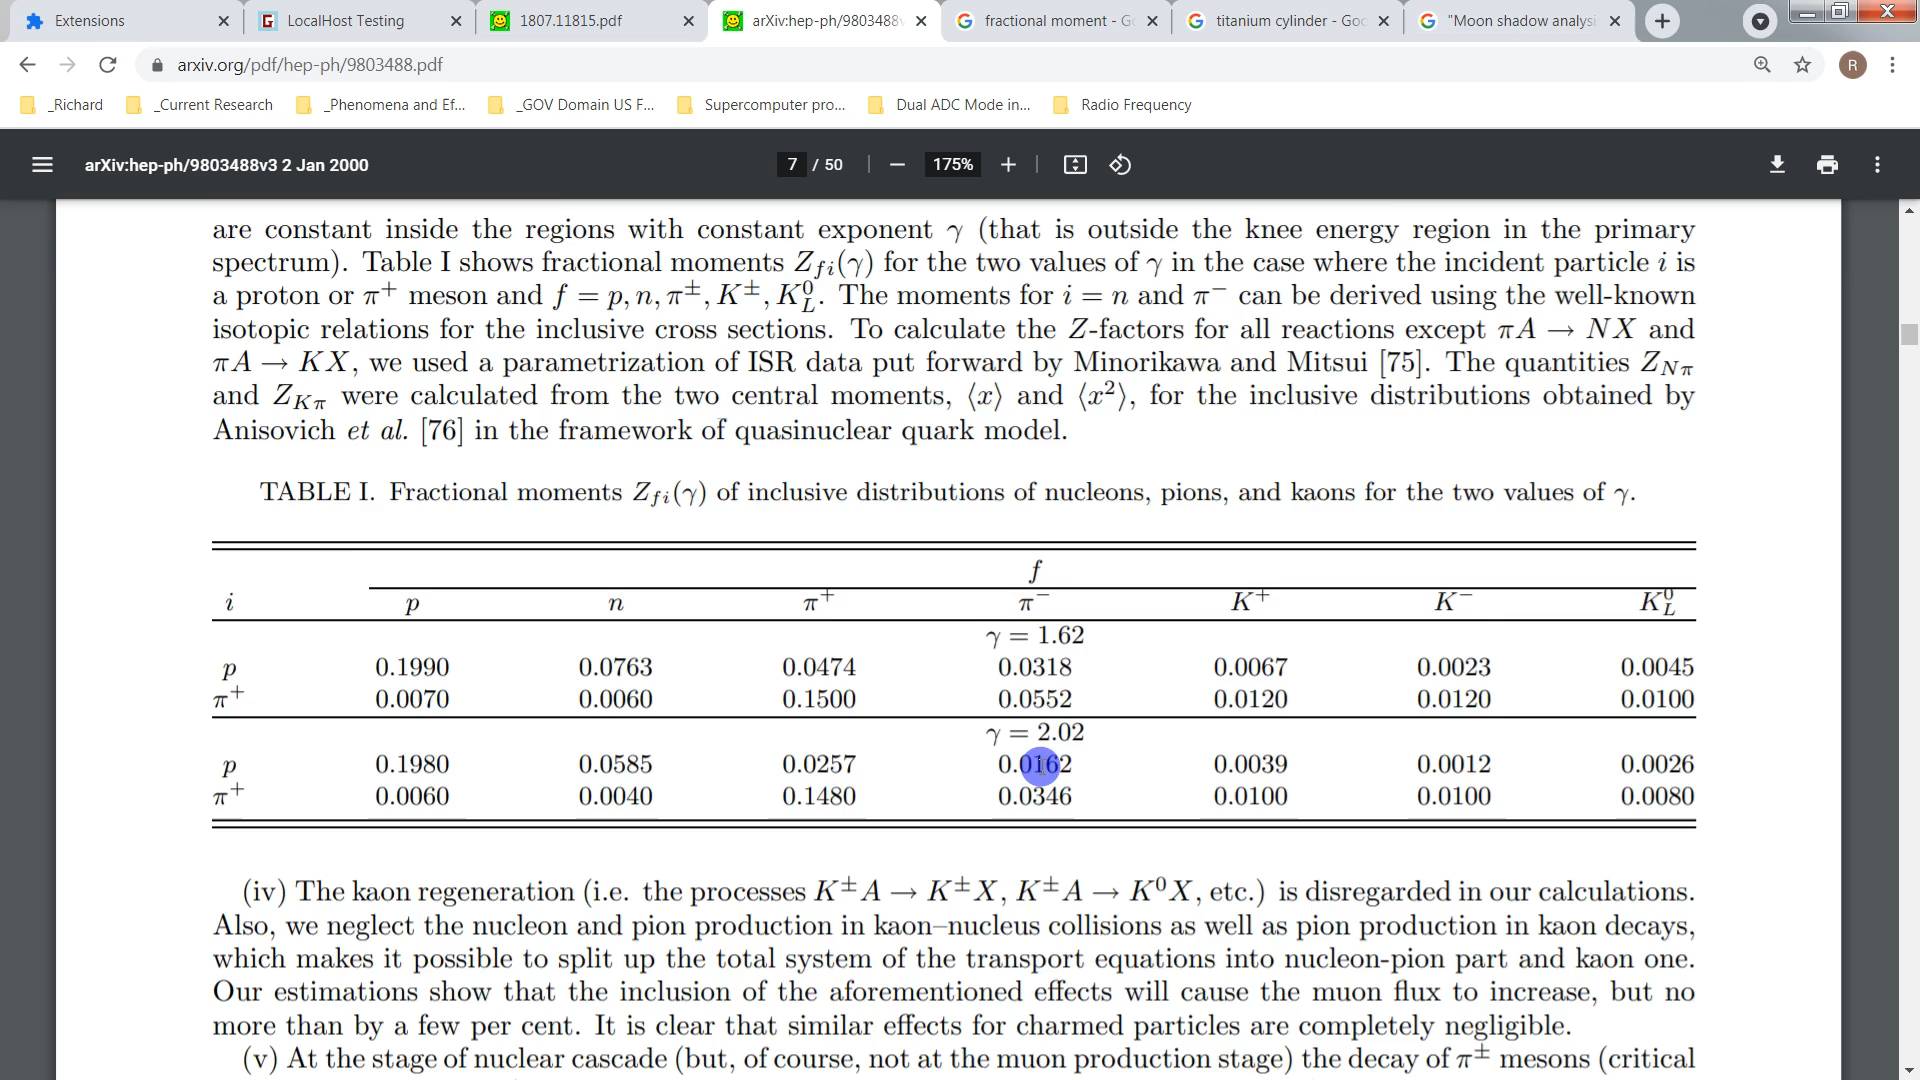 Extensions
LocalHost Testing
1807.11815.pdf
arXiv:hep-ph/9803488v
fractional moment - Go
titanium cylinder - Goo
"Moon shadow analysi
arxiv.org/pdf/hep-ph/9803488.pdf
R
_Richard
_Current Research
_Phenomena and Ef...
_GOV Domain US F...
Supercomputer pro...
Dual ADC Mode in...
Radio Frequency
arXiv:hep-ph/9803488v3 2 Jan 2000
7 / 50
175%
are constant inside the regions with constant exponent γ (that is outside the knee energy region in the primary
spectrum). Table I shows fractional moments Z_{fi}(γ) for the two values of γ in the case where the incident particle i is
a proton or π⁺ meson and f = p, n, π^±, K^±, K_L^0. The moments for i = n and π⁻ can be derived using the well-known
isotopic relations for the inclusive cross sections. To calculate the Z-factors for all reactions except πA → NX and
πA → KX, we used a parametrization of ISR data put forward by Minorikawa and Mitsui [75]. The quantities Z_{Nπ}
and Z_{Kπ} were calculated from the two central moments, ⟨x⟩ and ⟨x²⟩, for the inclusive distributions obtained by
Anisovich et al. [76] in the framework of quasinuclear quark model.
TABLE I. Fractional moments Z_{fi}(γ) of inclusive distributions of nucleons, pions, and kaons for the two values of γ.
f
i p n π⁺ π⁻ K⁺ K⁻ K_L^0
γ = 1.62
p 0.1990 0.0763 0.0474 0.0318 0.0067 0.0023 0.0045
π⁺ 0.0070 0.0060 0.1500 0.0552 0.0120 0.0120 0.0100
γ = 2.02
p 0.1980 0.0585 0.0257 0.0162 0.0039 0.0012 0.0026
π⁺ 0.0060 0.0040 0.1480 0.0346 0.0100 0.0100 0.0080
(iv) The kaon regeneration (i.e. the processes K^±A → K^±X, K^±A → K⁰X, etc.) is disregarded in our calculations.
Also, we neglect the nucleon and pion production in kaon–nucleus collisions as well as pion production in kaon decays,
which makes it possible to split up the total system of the transport equations into nucleon-pion part and kaon one.
Our estimations show that the inclusion of the aforementioned effects will cause the muon flux to increase, but no
more than by a few per cent. It is clear that similar effects for charmed particles are completely negligible.
(v) At the stage of nuclear cascade (but, of course, not at the muon production stage) the decay of π^± mesons (critical